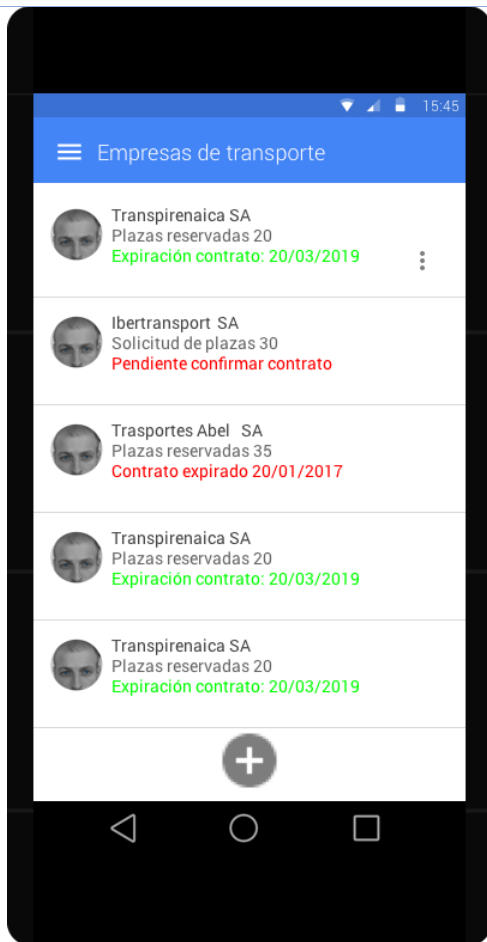 15:45
Empresas de transporte
Transpirenaica SA
Plazas reservadas 20
Expiración contrato: 20/03/2019
Ibertransport SA
Solicitud de plazas 30
Pendiente confirmar contrato
Trasportes Abel SA
Plazas reservadas 35
Contrato expirado 20/01/2017
Transpirenaica SA
Plazas reservadas 20
Expiración contrato: 20/03/2019
Transpirenaica SA
Plazas reservadas 20
Expiración contrato: 20/03/2019